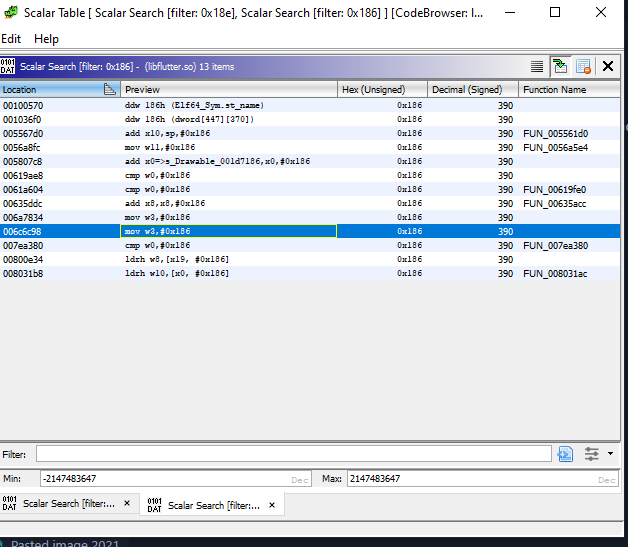 Scalar Table [ Scalar Search [filter: 0x18e], Scalar Search [filter: 0x186] ] [CodeBrowser: l...
Edit Help
0101 DAT Scalar Search [filter: 0x186] - (libflutter.so) 13 items
Location Preview Hex (Unsigned) Decimal (Signed) Function Name
00100570 ddw 186h (Elf64_Sym.st_name) 0x186 390
001036f0 ddw 186h (dword[447][370]) 0x186 390
005567d0 add x10,sp,#0x186 0x186 390 FUN_005561d0
0056a8fc mov w11,#0x186 0x186 390 FUN_0056a5e4
005807c8 add x0=>s_Drawable_001d7186,x0,#0x186 0x186 390
00619ae8 cmp w0,#0x186 0x186 390
0061a604 cmp w0,#0x186 0x186 390 FUN_00619fe0
00635ddc add x8,x8,#0x186 0x186 390 FUN_00635acc
006a7834 mov w3,#0x186 0x186 390
006c6c98 mov w3,#0x186 0x186 390
007ea380 cmp w0,#0x186 0x186 390 FUN_007ea380
00800e34 ldrh w8,[x19, #0x186] 0x186 390
008031b8 ldrh w10,[x0, #0x186] 0x186 390 FUN_008031ac
Filter:
Min: -2147483647 Dec Max: 2147483647 Dec
0101 DAT Scalar Search [filter:... × 0101 DAT Scalar Search [filter:... ×
Pasted image 2021